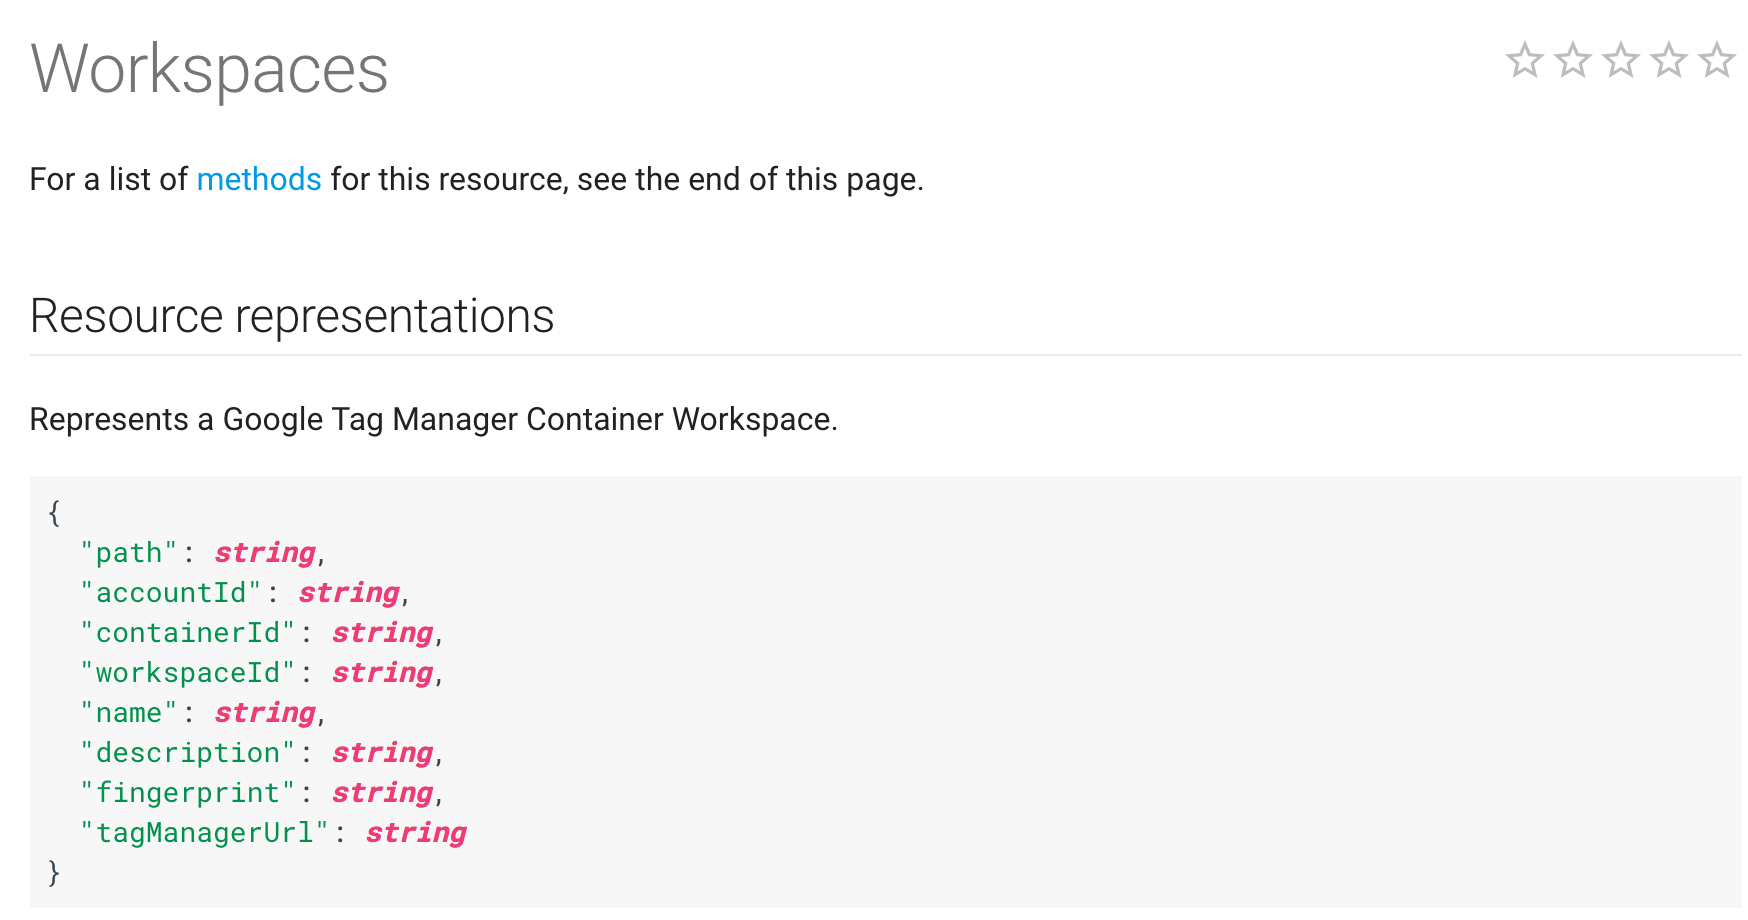 Workspaces
For a list of methods for this resource, see the end of this page.
Resource representations
Represents a Google Tag Manager Container Workspace.
{
  "path": string,
  "accountId": string,
  "containerId": string,
  "workspaceId": string,
  "name": string,
  "description": string,
  "fingerprint": string,
  "tagManagerUrl": string
}